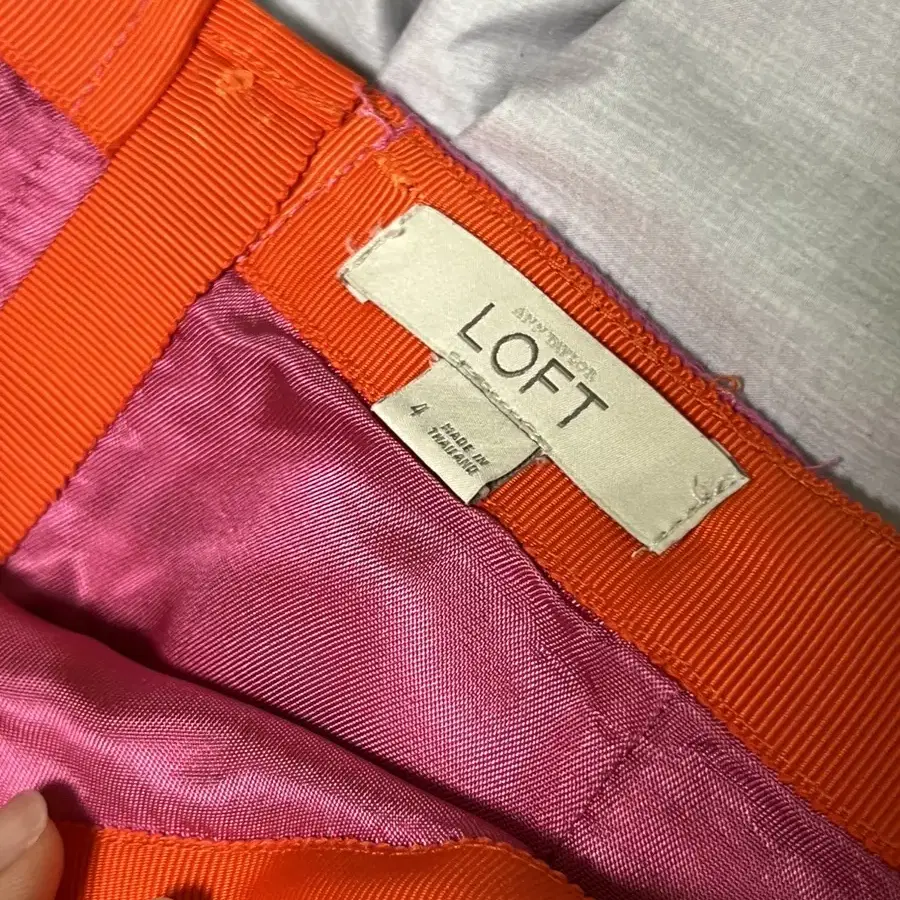 ANN TAYLOR
LOFT
4
MADE IN
THAILAND